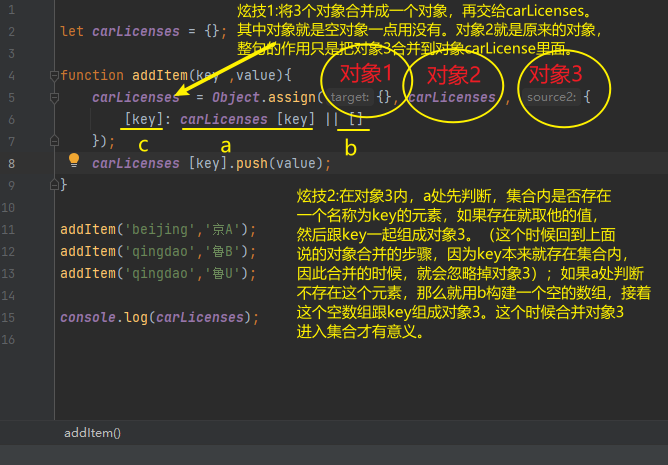 炫技1:将3个对象合并成一个对象，再交给carLicenses。
1
2 let carLicenses = {};
其中对象就是空对象一点用没有。对象2就是原来的对象，
3
整句的作用只是把对象3合并到对象carLicense里面。
4 function addItem(key ,value){
对象1 对象2 对象3
5 carLicenses = Object.assign( target: {}, carLicenses , source2: {
6 [key]: carLicenses [key] || []
c a b
7 });
8 carLicenses [key].push(value);
9 }
10
11 addItem('beijing','京A');
12 addItem('qingdao','鲁B');
13 addItem('qingdao','鲁U');
14
15 console.log(carLicenses);
16
炫技2:在对象3内，a处先判断，集合内是否存在
一个名称为key的元素，如果存在就取他的值，
然后跟key一起组成对象3。（这个时候回到上面
说的对象合并的步骤，因为key本来就存在集合内，
因此合并的时候，就会忽略掉对象3）；如果a处判断
不存在这个元素，那么就用b构建一个空的数组，接着
这个空数组跟key组成对象3。这个时候合并对象3
进入集合才有意义。
addItem()